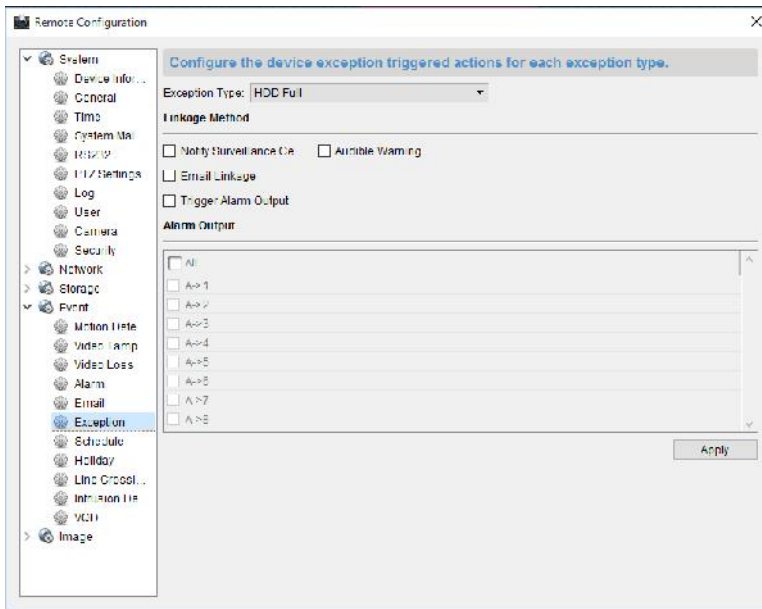 Remote Configuration
System
Device Infor...
General
Time
System Mai
RS232
PTZ Settings
Log
User
Camera
Security
Network
Storage
Event
Motion Dete
Video Tamp
Video Loss
Alarm
Email
Exception
Schedule
Holiday
Line Crossi...
Intrusion De
VCD
Image
Configure the device exception triggered actions for each exception type.
Exception Type: HDD Full
Linkage Method
Notify Surveillance Ce Audible Warning
Email Linkage
Trigger Alarm Output
Alarm Output
All
A->1
A->2
A->3
A->4
A->5
A->6
A->7
A->8
Apply